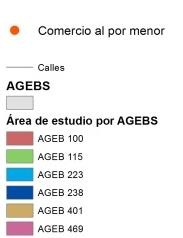 Comercio al por menor
Calles
AGEBS
Área de estudio por AGEBS
AGEB 100
AGEB 115
AGEB 223
AGEB 238
AGEB 401
AGEB 469